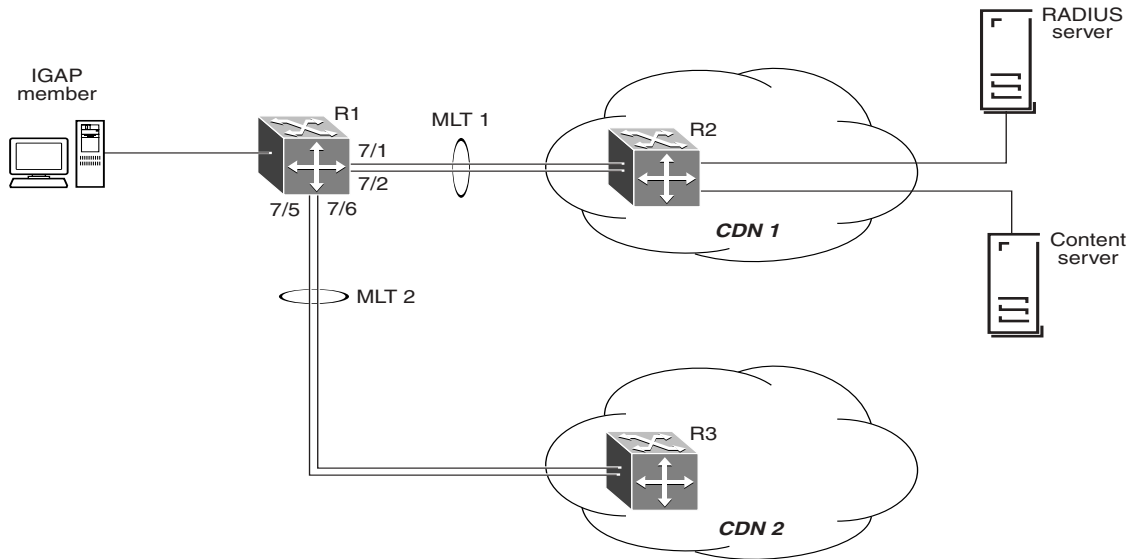 RADIUS
server
IGAP
member
R1
MLT 1
R2
7/1
7/2
7/5
7/6
CDN 1
Content
server
MLT 2
R3
CDN 2